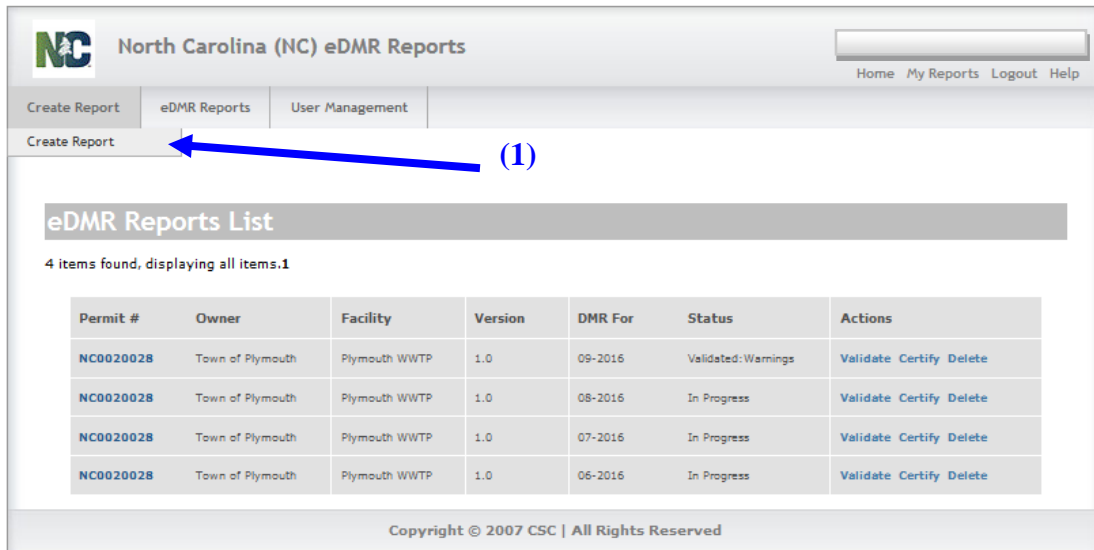 NC North Carolina (NC) eDMR Reports
Home My Reports Logout Help
Create Report eDMR Reports User Management
Create Report
(1)
eDMR Reports List
4 items found, displaying all items.1
Permit # Owner Facility Version DMR For Status Actions
NC0020028 Town of Plymouth Plymouth WWTP 1.0 09-2016 Validated:Warnings Validate Certify Delete
NC0020028 Town of Plymouth Plymouth WWTP 1.0 08-2016 In Progress Validate Certify Delete
NC0020028 Town of Plymouth Plymouth WWTP 1.0 07-2016 In Progress Validate Certify Delete
NC0020028 Town of Plymouth Plymouth WWTP 1.0 06-2016 In Progress Validate Certify Delete
Copyright © 2007 CSC | All Rights Reserved